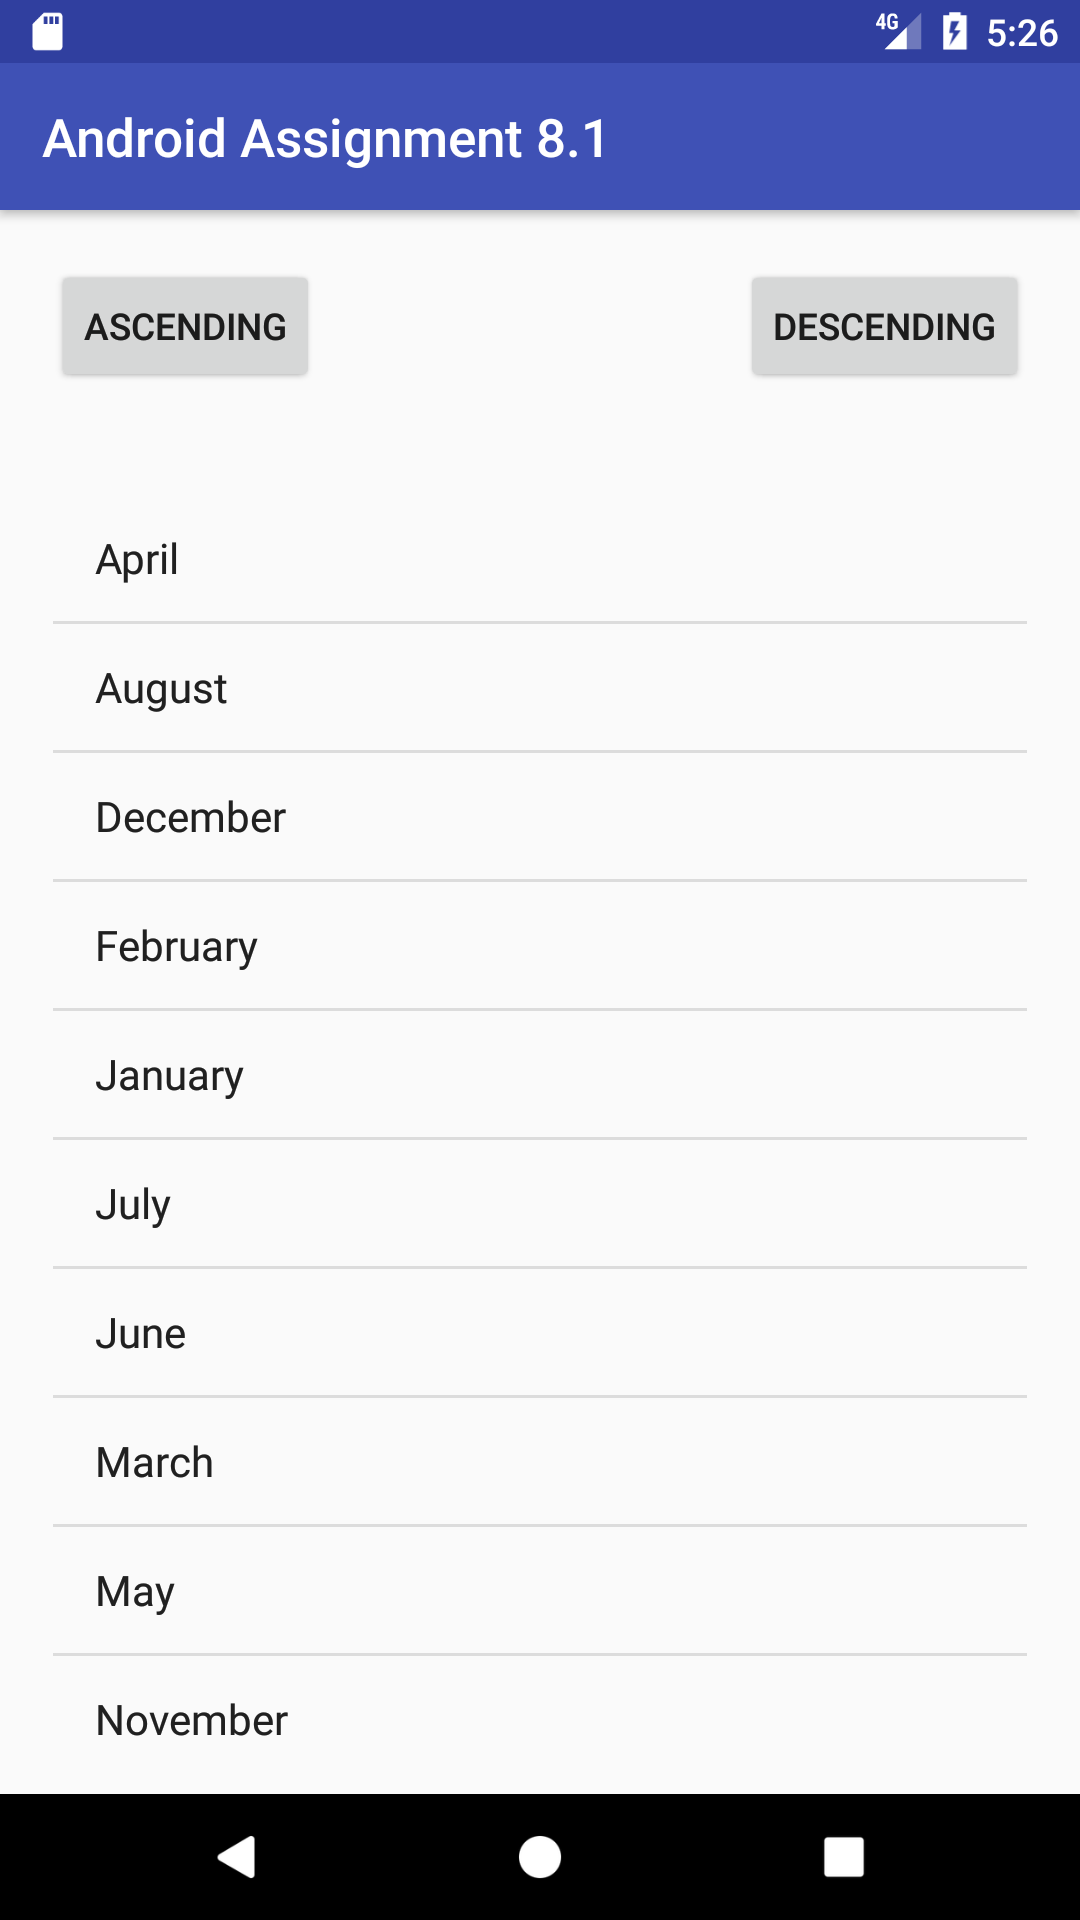 4G 5:26
Android Assignment 8.1
ASCENDING DESCENDING
April
August
December
February
January
July
June
March
May
November